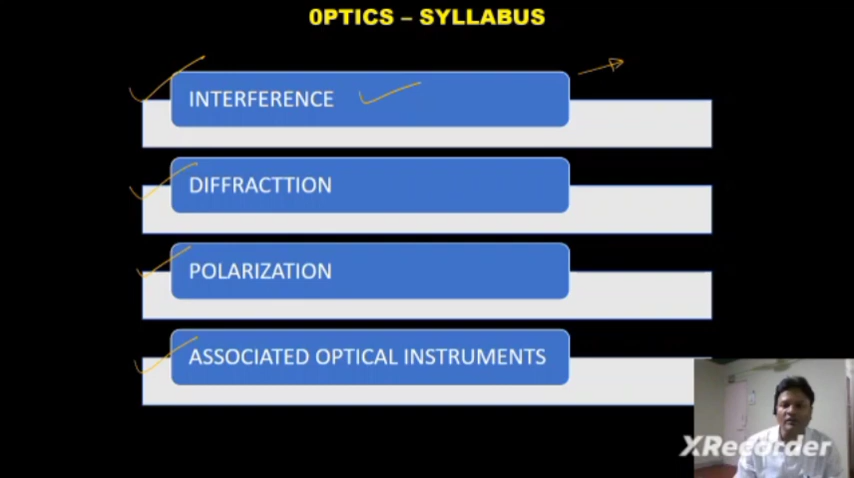 0PTICS – SYLLABUS
INTERFERENCE
DIFFRACTTION
POLARIZATION
ASSOCIATED OPTICAL INSTRUMENTS
XRecorder